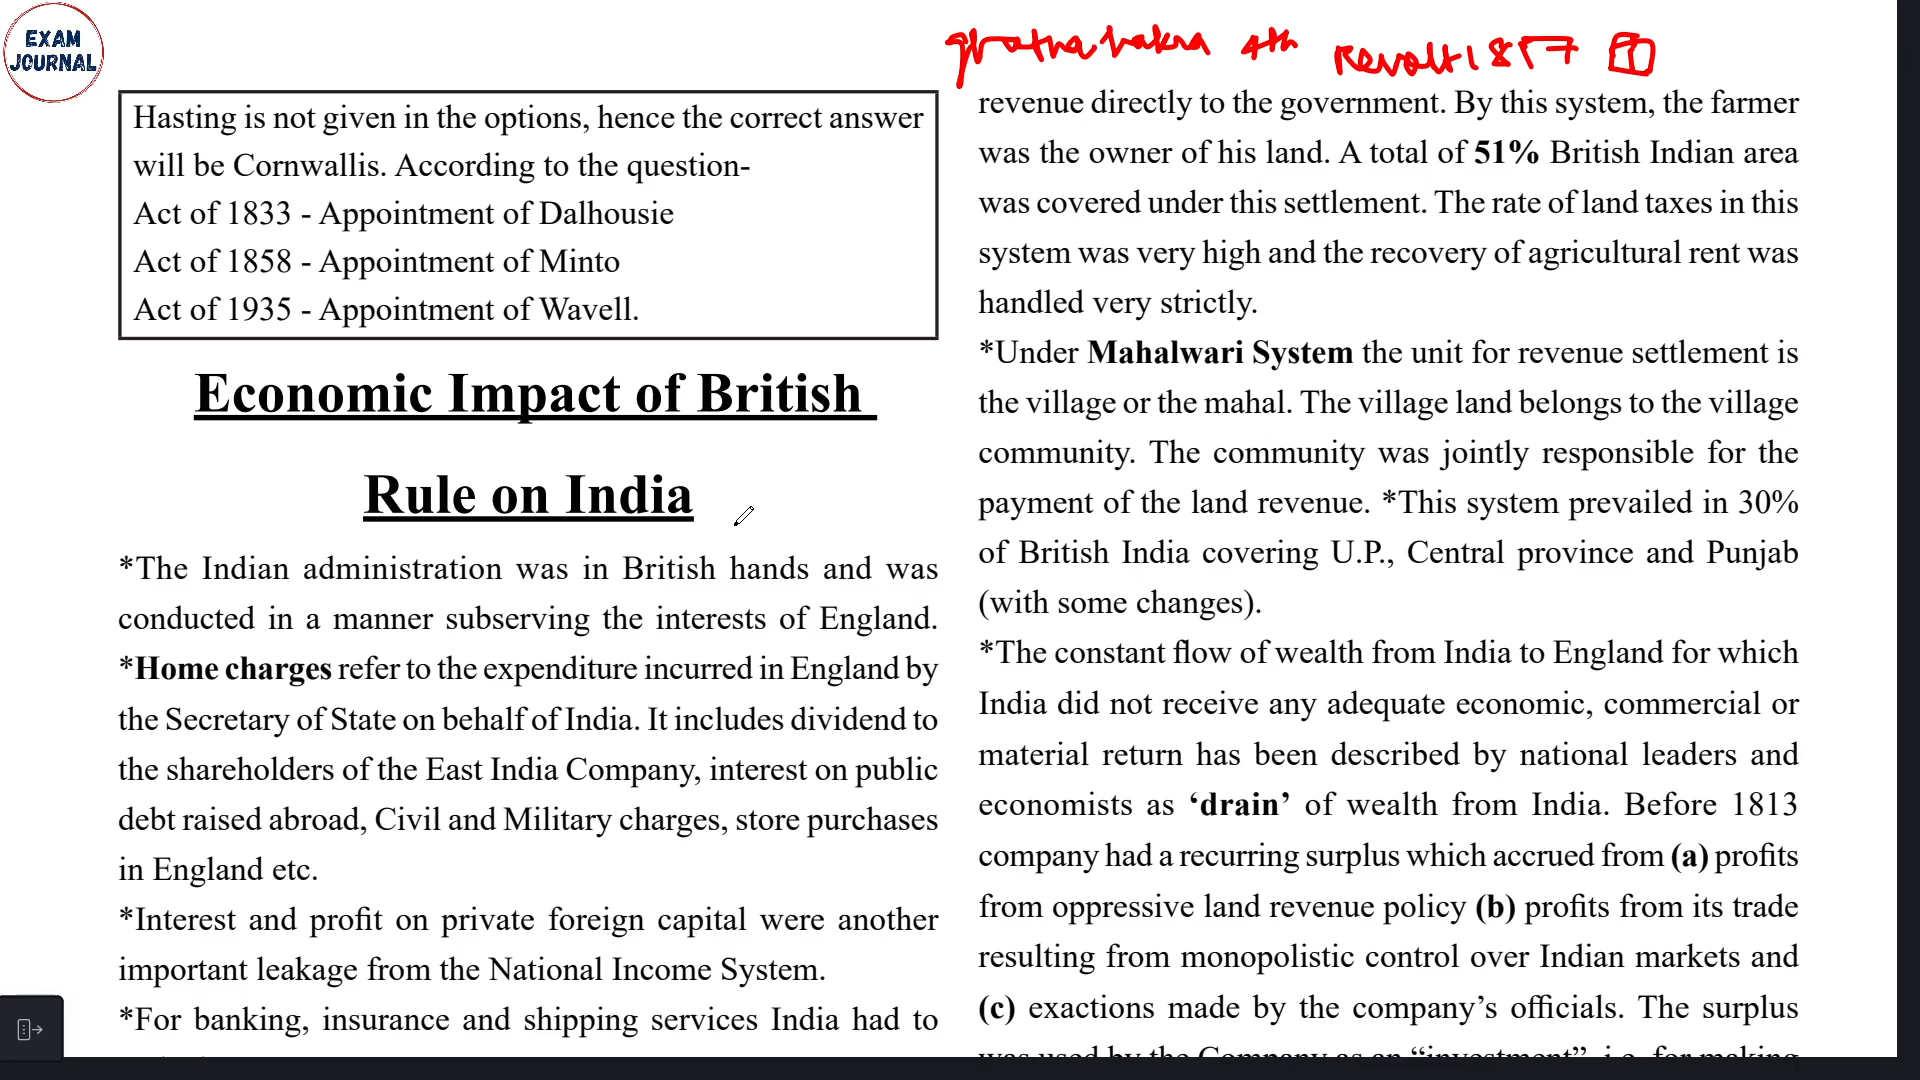 EXAM
JOURNAL
4th Revolt 1857
Hasting is not given in the options, hence the correct answer
will be Cornwallis. According to the question-
Act of 1833 - Appointment of Dalhousie
Act of 1858 - Appointment of Minto
Act of 1935 - Appointment of Wavell.
Economic Impact of British
Rule on India
*The Indian administration was in British hands and was
conducted in a manner subserving the interests of England.
*Home charges refer to the expenditure incurred in England by
the Secretary of State on behalf of India. It includes dividend to
the shareholders of the East India Company, interest on public
debt raised abroad, Civil and Military charges, store purchases
in England etc.
*Interest and profit on private foreign capital were another
important leakage from the National Income System.
*For banking, insurance and shipping services India had to
revenue directly to the government. By this system, the farmer
was the owner of his land. A total of 51% British Indian area
was covered under this settlement. The rate of land taxes in this
system was very high and the recovery of agricultural rent was
handled very strictly.
*Under Mahalwari System the unit for revenue settlement is
the village or the mahal. The village land belongs to the village
community. The community was jointly responsible for the
payment of the land revenue. *This system prevailed in 30%
of British India covering U.P., Central province and Punjab
(with some changes).
*The constant flow of wealth from India to England for which
India did not receive any adequate economic, commercial or
material return has been described by national leaders and
economists as ‘drain’ of wealth from India. Before 1813
company had a recurring surplus which accrued from (a) profits
from oppressive land revenue policy (b) profits from its trade
resulting from monopolistic control over Indian markets and
(c) exactions made by the company’s officials. The surplus
was used by the Company as an “investment”, i.e. for making